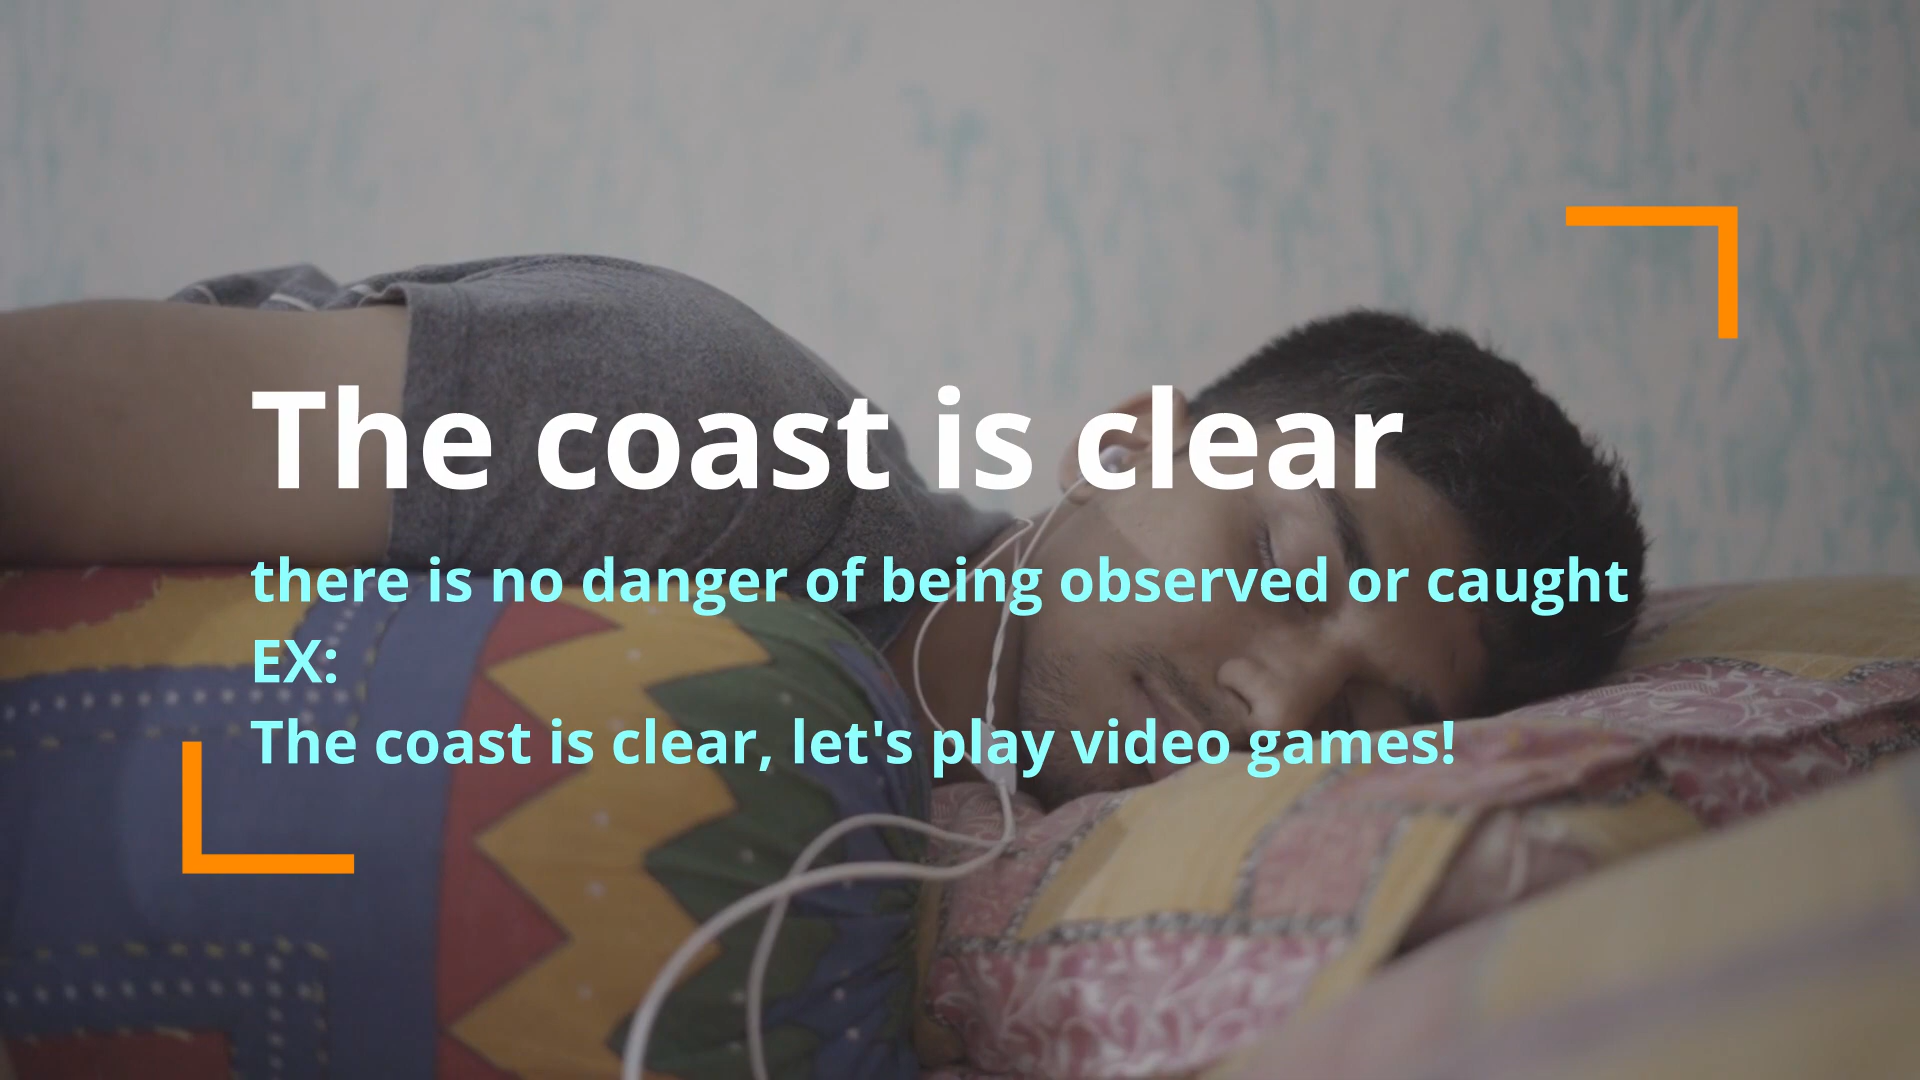 The coast is clear
there is no danger of being observed or caught
EX:
The coast is clear, let's play video games!